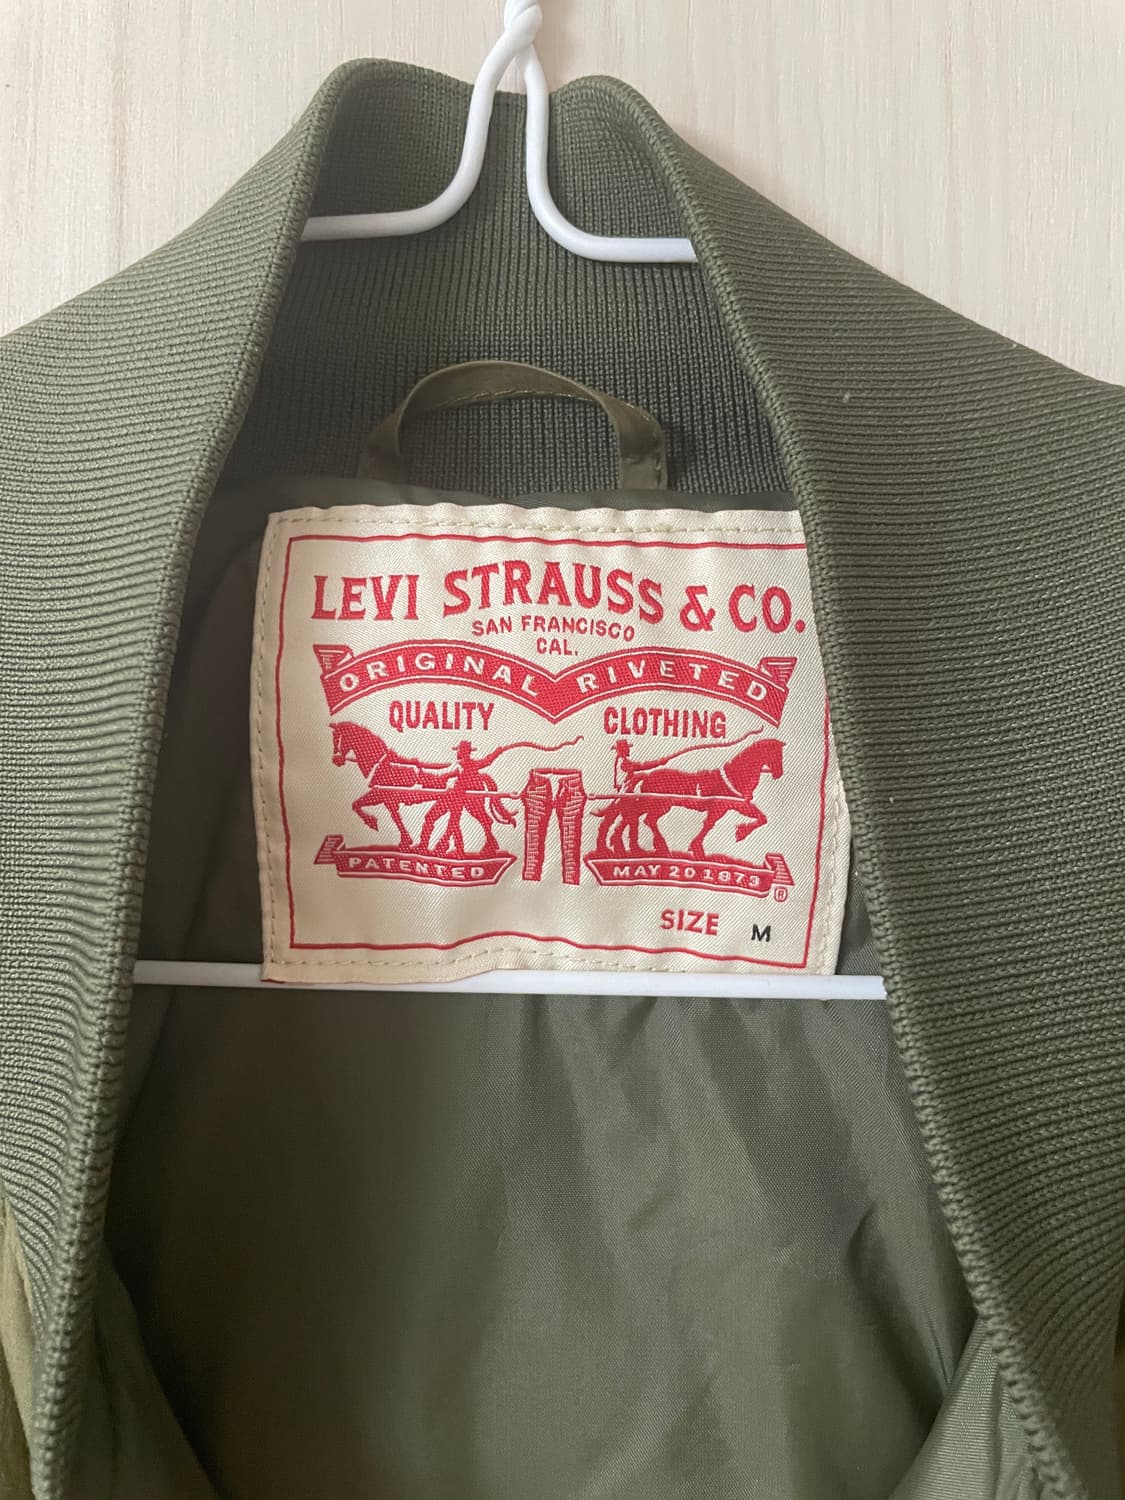 LEVI STRAUSS & CO.
SAN FRANCISCO
CAL.
ORIGINAL RIVETED
QUALITY CLOTHING
PATENTED MAY 20 1873 ®
SIZE M